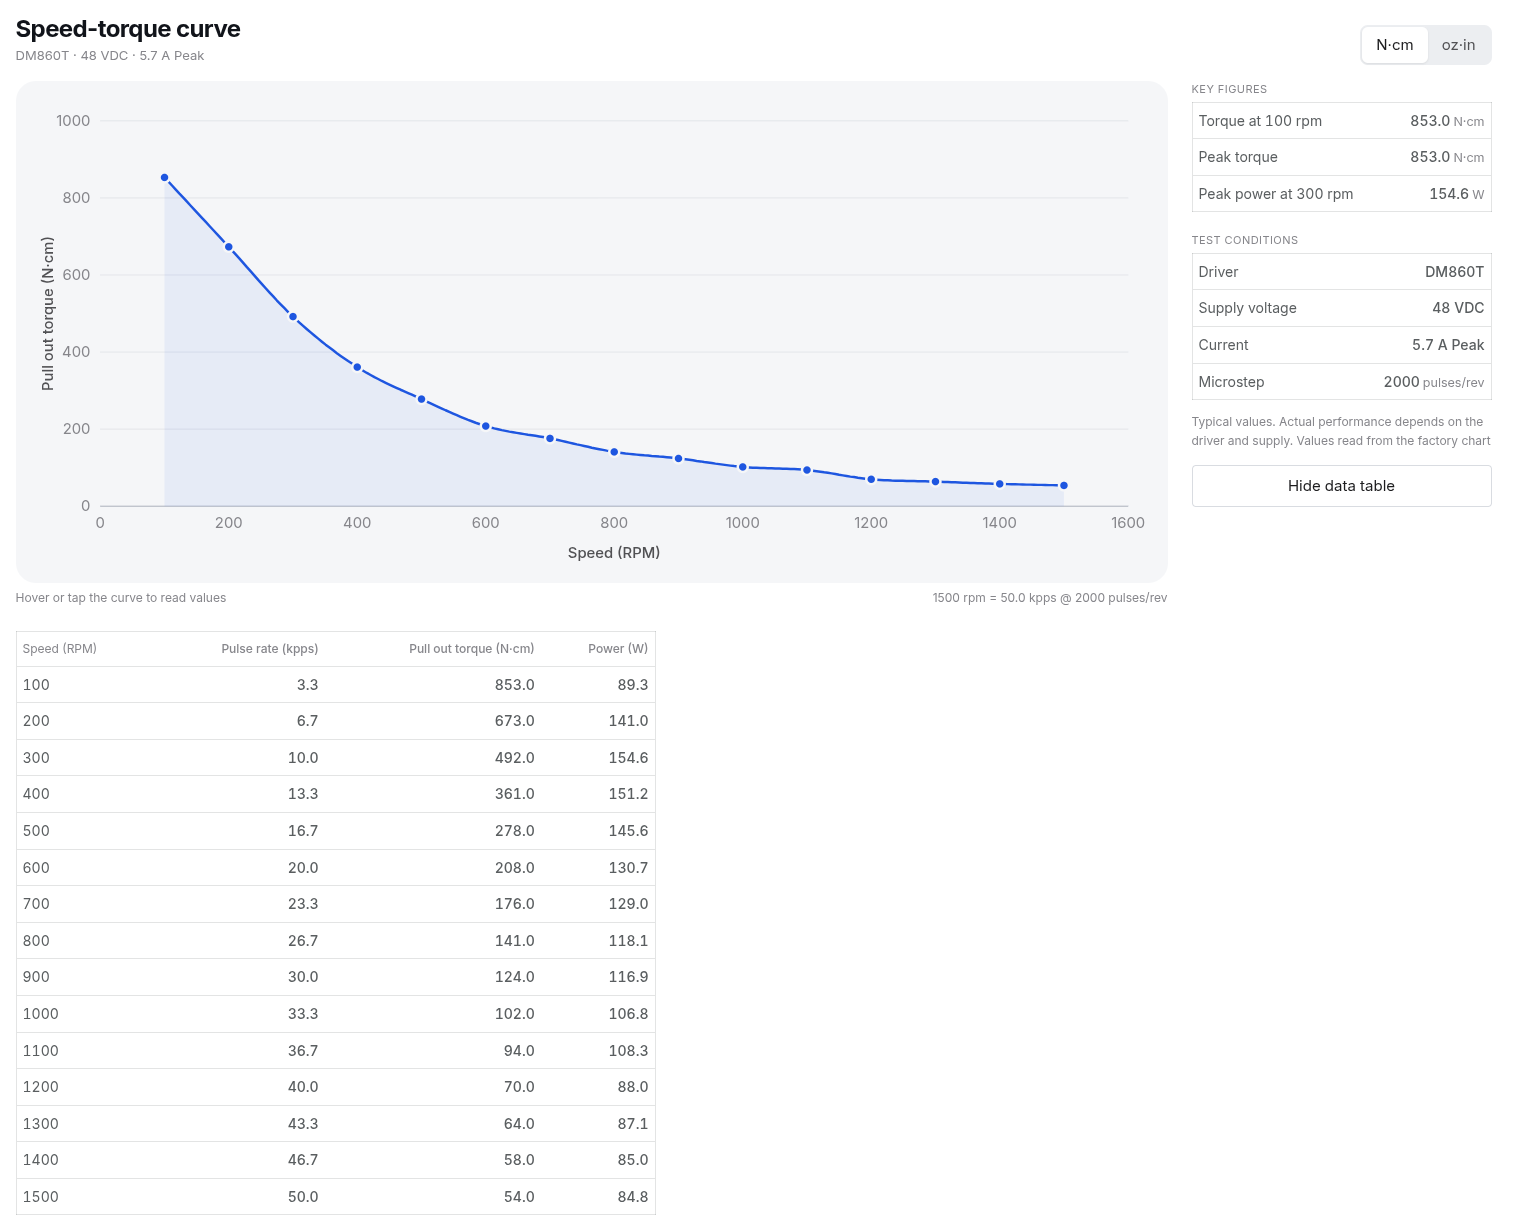 Speed-torque curve
DM860T · 48 VDC · 5.7 A Peak
N·cm oz·in
1000
800
600
400
200
0
Pull out torque (N·cm)
0 200 400 600 800 1000 1200 1400 1600
Speed (RPM)
Hover or tap the curve to read values
1500 rpm = 50.0 kpps @ 2000 pulses/rev
KEY FIGURES
Torque at 100 rpm 853.0 N·cm
Peak torque 853.0 N·cm
Peak power at 300 rpm 154.6 W
TEST CONDITIONS
Driver DM860T
Supply voltage 48 VDC
Current 5.7 A Peak
Microstep 2000 pulses/rev
Typical values. Actual performance depends on the
driver and supply. Values read from the factory chart
Hide data table
Speed (RPM) Pulse rate (kpps) Pull out torque (N·cm) Power (W)
100 3.3 853.0 89.3
200 6.7 673.0 141.0
300 10.0 492.0 154.6
400 13.3 361.0 151.2
500 16.7 278.0 145.6
600 20.0 208.0 130.7
700 23.3 176.0 129.0
800 26.7 141.0 118.1
900 30.0 124.0 116.9
1000 33.3 102.0 106.8
1100 36.7 94.0 108.3
1200 40.0 70.0 88.0
1300 43.3 64.0 87.1
1400 46.7 58.0 85.0
1500 50.0 54.0 84.8